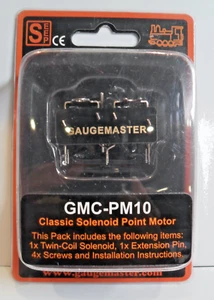 GAUGEMASTER
GMC-PM10
Classic Solenoid Point Motor
This Pack includes the following items:
1x Twin-Coil Solenoid, 1x Extension Pin,
4x Screws and Installation Instructions.
www.gaugemaster.com